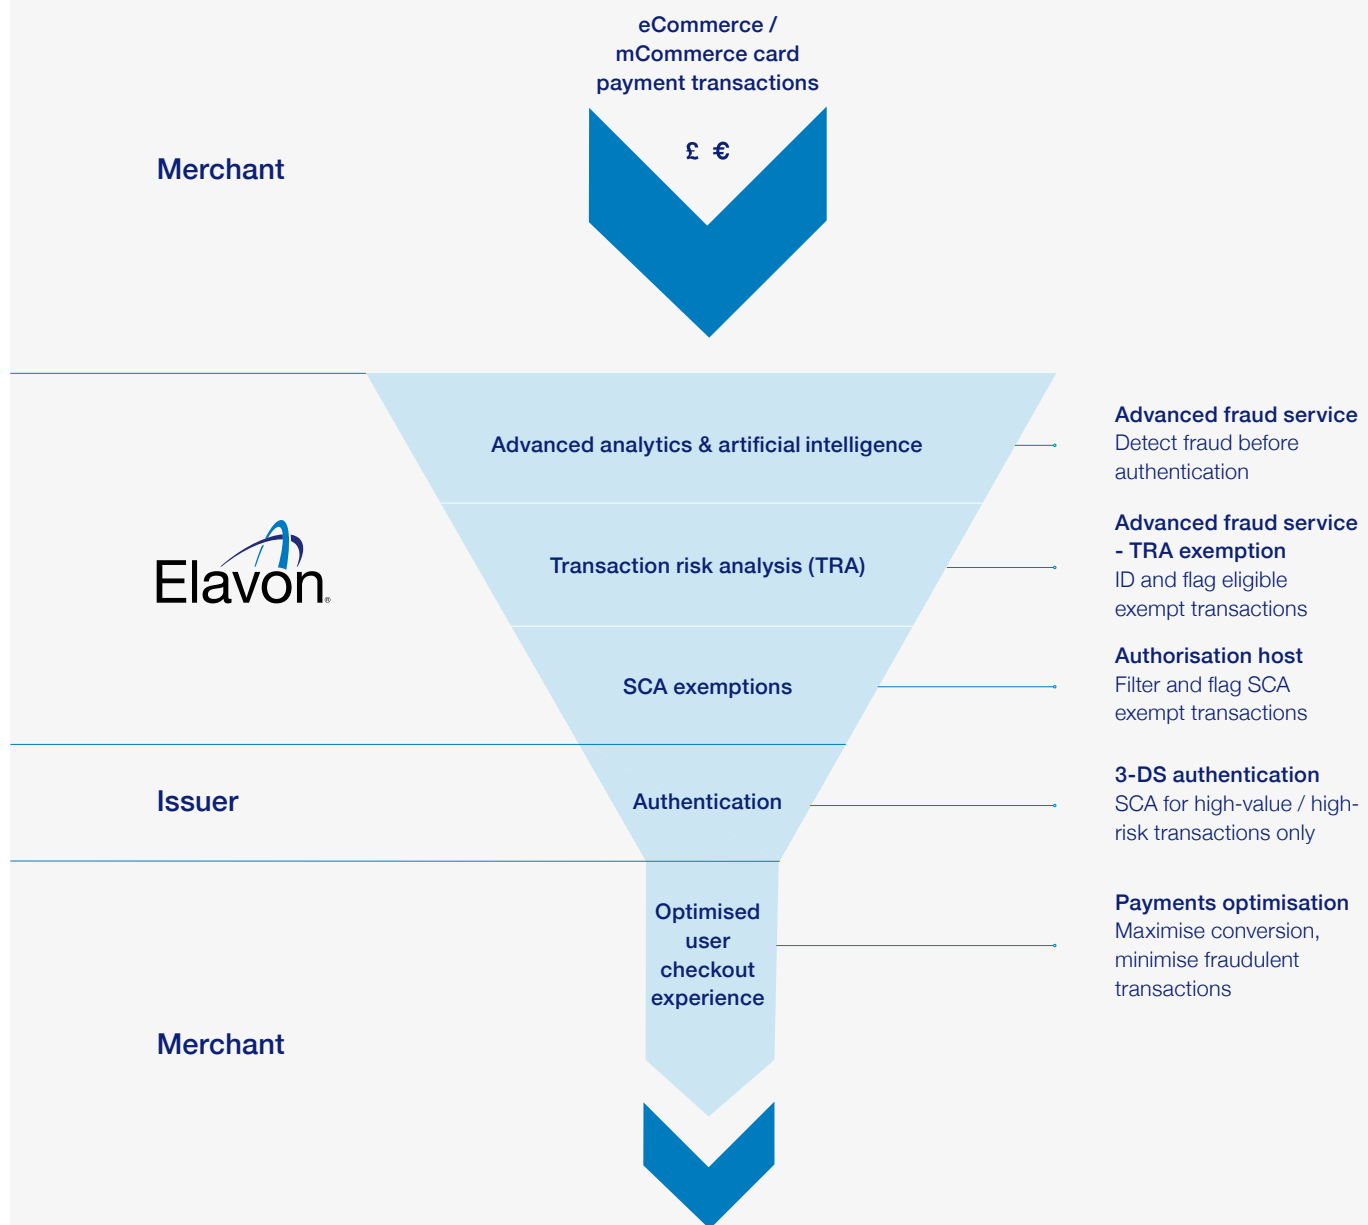 eCommerce /
mCommerce card
payment transactions
£ €
Merchant
Advanced analytics & artificial intelligence
Advanced fraud service
Detect fraud before
authentication
Elavon®
Transaction risk analysis (TRA)
Advanced fraud service
- TRA exemption
ID and flag eligible
exempt transactions
SCA exemptions
Authorisation host
Filter and flag SCA
exempt transactions
Issuer
Authentication
3-DS authentication
SCA for high-value / high-
risk transactions only
Merchant
Optimised
user
checkout
experience
Payments optimisation
Maximise conversion,
minimise fraudulent
transactions